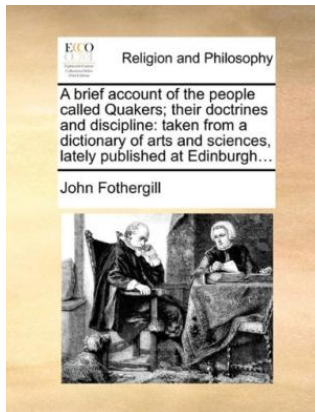 ECCO
Religion and Philosophy
A brief account of the people
called Quakers; their doctrines
and discipline: taken from a
dictionary of arts and sciences,
lately published at Edinburgh...
John Fothergill